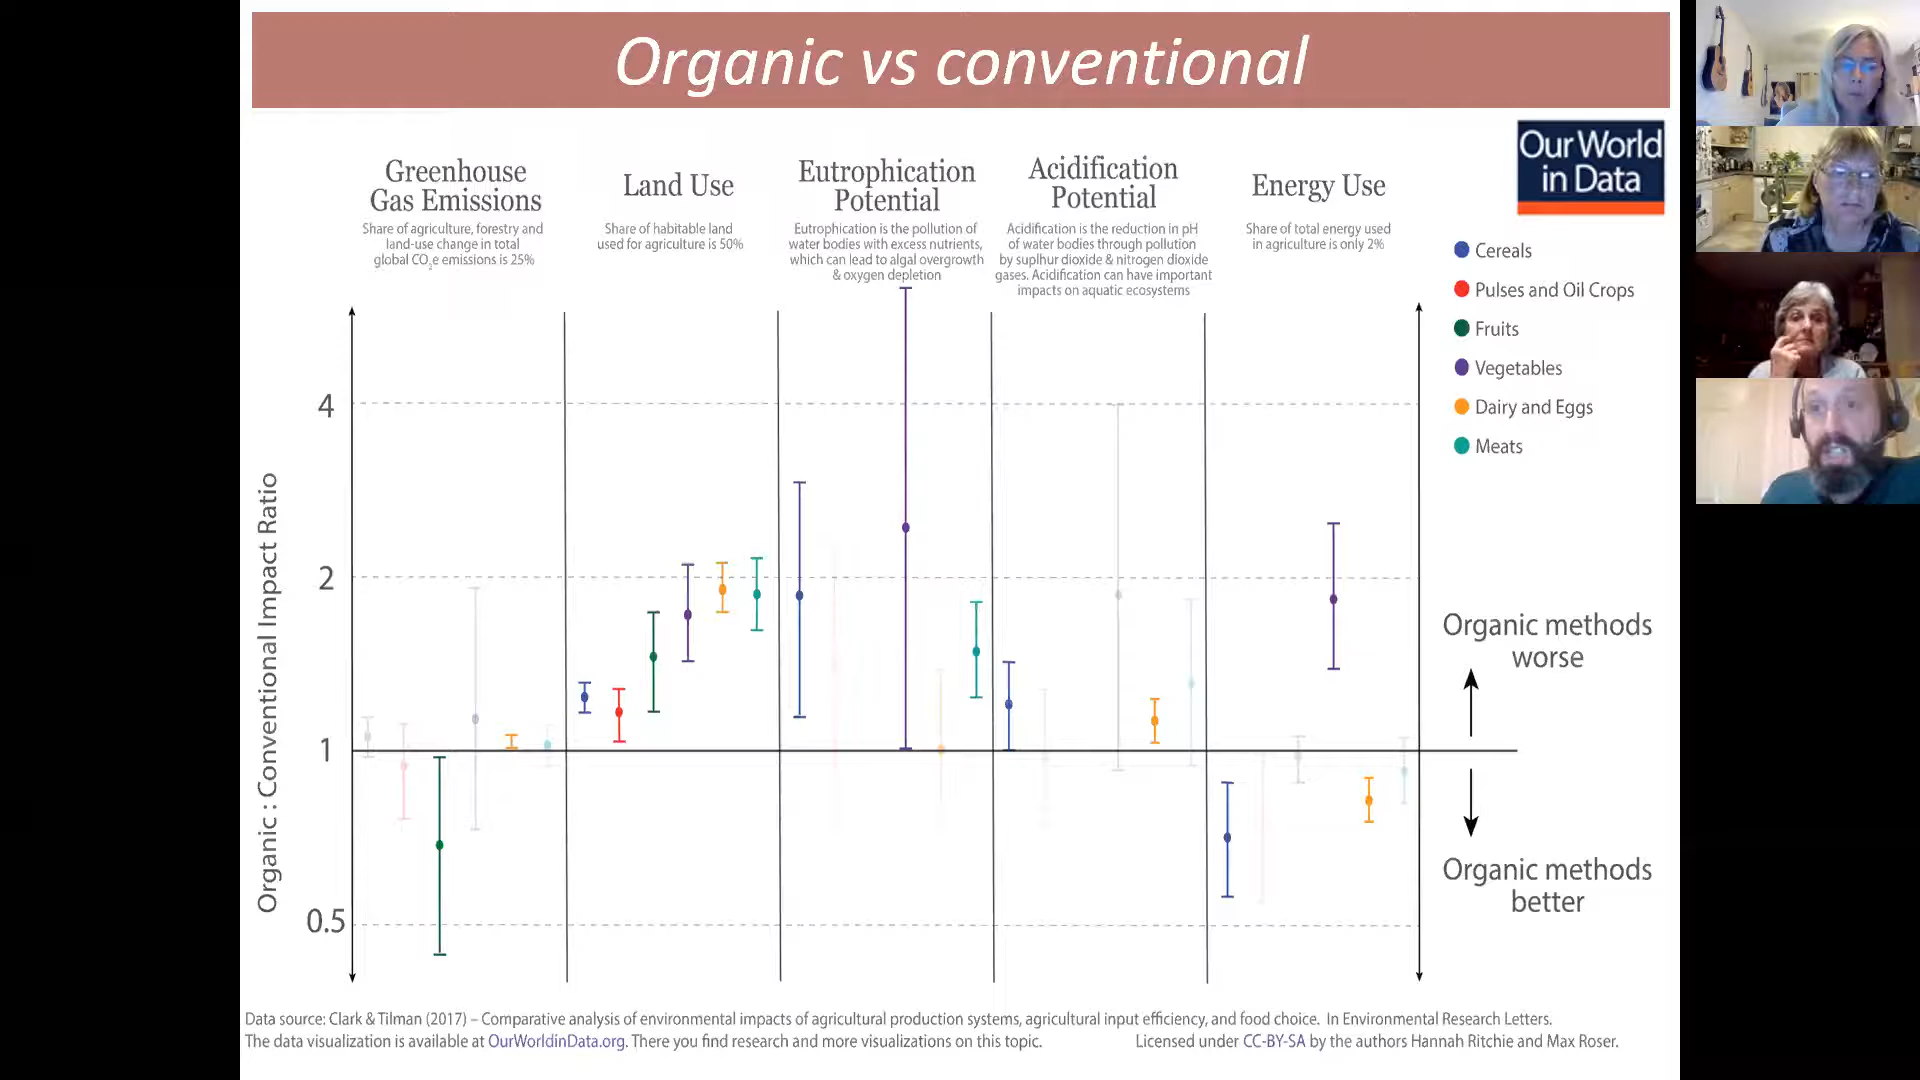 Organic vs conventional
Our World
in Data
Greenhouse
Gas Emissions
Share of agriculture, forestry and
land-use change in total
global CO₂e emissions is 25%
Land Use
Share of habitable land
used for agriculture is 50%
Eutrophication
Potential
Eutrophication is the pollution of
water bodies with excess nutrients,
which can lead to algal overgrowth
& oxygen depletion
Acidification
Potential
Acidification is the reduction in pH
of water bodies through pollution
by suplhur dioxide & nitrogen dioxide
gases. Acidification can have important
impacts on aquatic ecosystems
Energy Use
Share of total energy used
in agriculture is only 2%
Cereals
Pulses and Oil Crops
Fruits
Vegetables
Dairy and Eggs
Meats
Organic : Conventional Impact Ratio
4
2
1
0.5
Organic methods
worse
Organic methods
better
Data source: Clark & Tilman (2017) – Comparative analysis of environmental impacts of agricultural production systems, agricultural input efficiency, and food choice. In Environmental Research Letters.
The data visualization is available at OurWorldinData.org. There you find research and more visualizations on this topic.
Licensed under CC-BY-SA by the authors Hannah Ritchie and Max Roser.